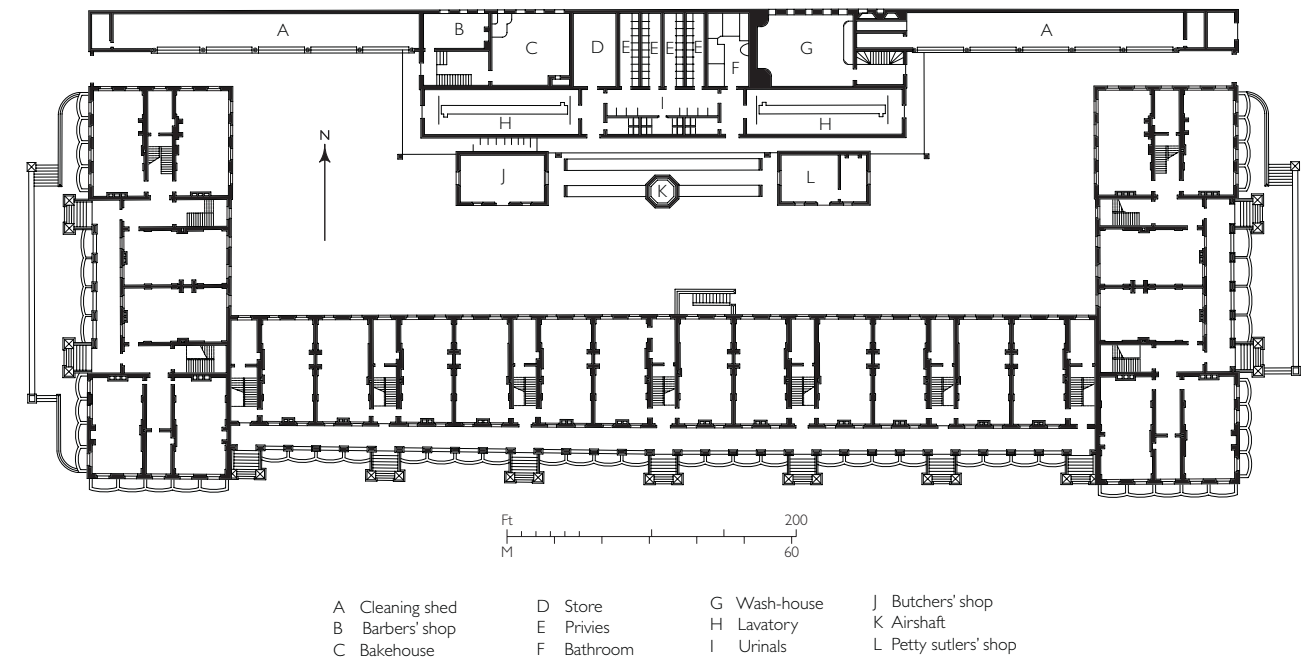 A
B
C
D
E
E
E
E
F
G
A
H
I
H
N
J
K
L
Ft 200
M 60
A Cleaning shed
B Barbers' shop
C Bakehouse
D Store
E Privies
F Bathroom
G Wash-house
H Lavatory
I Urinals
J Butchers' shop
K Airshaft
L Petty sutlers' shop